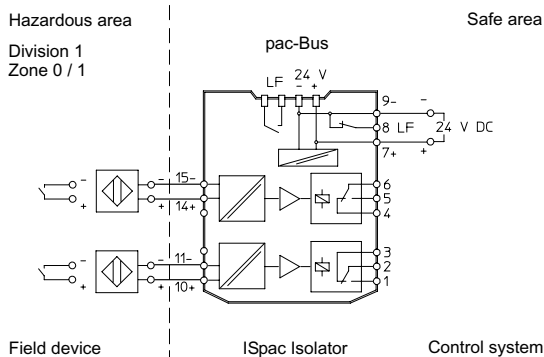 Hazardous area
Safe area
Division 1
Zone 0 / 1
pac-Bus
LF
24 V
- +
9-
-
8 LF
24 V DC
7+
+
-
-
15-
6
5
+
+
14+
4
3
-
-
11-
2
+
+
10+
1
Field device
ISpac Isolator
Control system